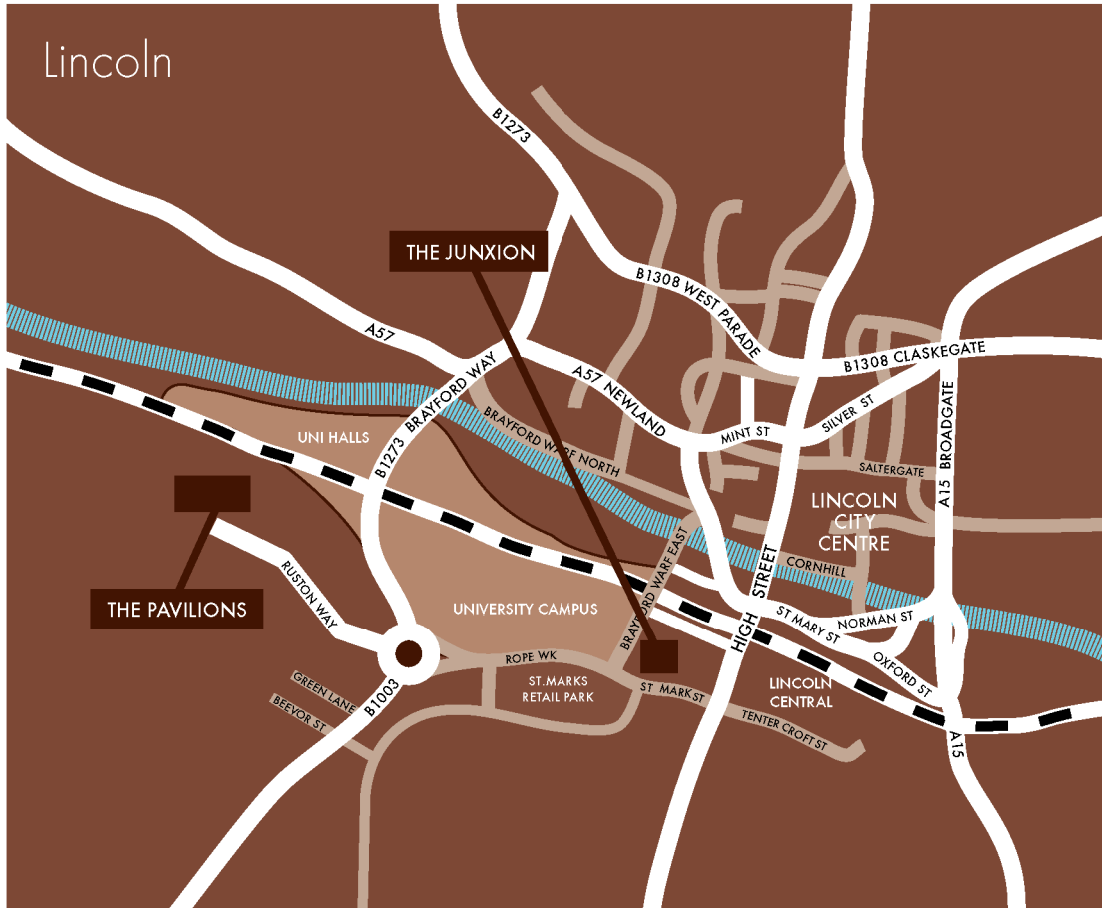 Lincoln
B1273
THE JUNXION
B1308 WEST PARADE
A57
B1308 CLASKEGATE
A57 NEWLAND
B1273 BRAYFORD WAY
SILVER ST
MINT ST
A15 BROADGATE
BRAYFORD WARF NORTH
UNI HALLS
SALTERGATE
LINCOLN
CITY
CENTRE
CORNHILL
RUSTON WAY
THE PAVILIONS
UNIVERSITY CAMPUS
BRAYFORD WARF EAST
HIGH STREET
ST MARY ST
NORMAN ST
OXFORD ST
ROPE WK
ST.MARKS
RETAIL PARK
ST MARK ST
LINCOLN
CENTRAL
GREEN LANE
BEEVOR ST
B1003
TENTER CROFT ST
A15